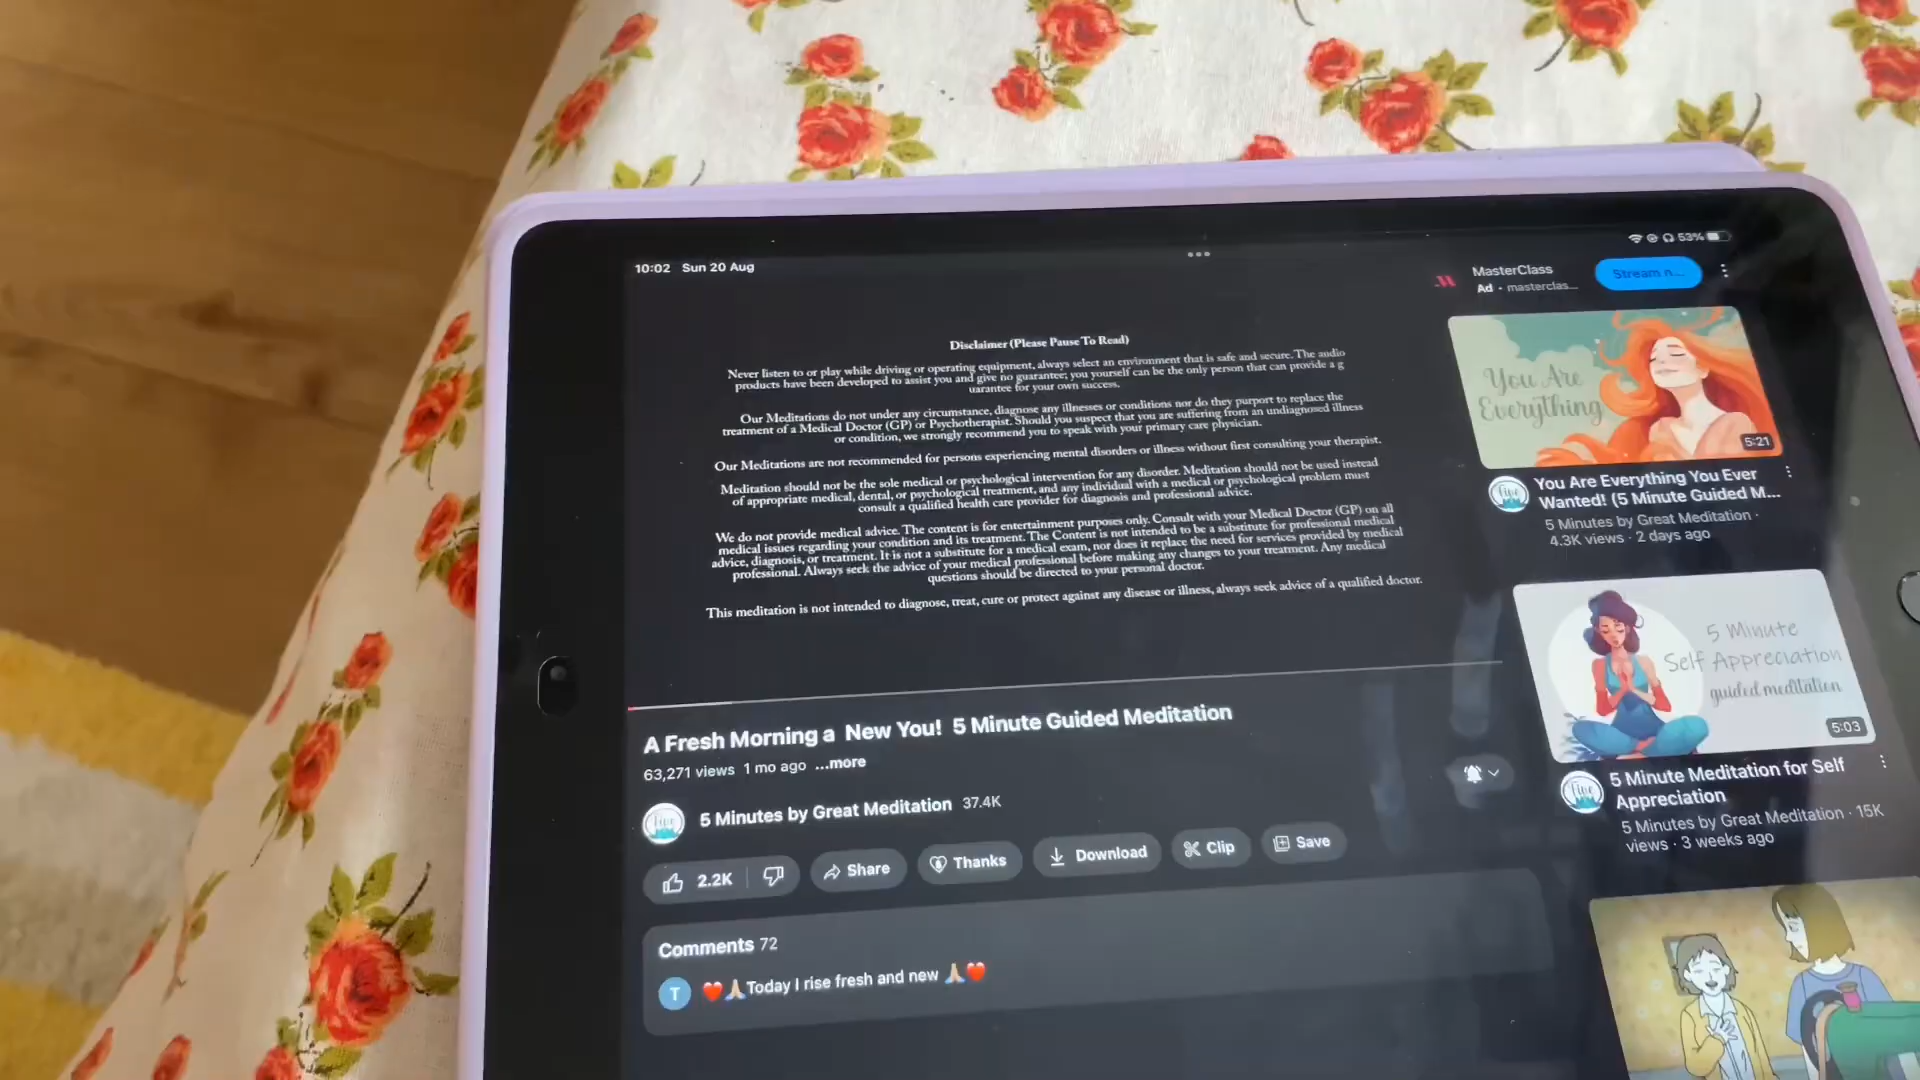 10:02 Sun 20 Aug
53%
Disclaimer (Please Pause To Read)
Never listen to or play while driving or operating equipment, always select an environment that is safe and secure. The audio
products have been developed to assist you and give no guarantee; you yourself can be the only person that can provide a g
uarantee for your own success.
Our Meditations do not under any circumstance, diagnose any illnesses or conditions nor do they purport to replace the
treatment of a Medical Doctor (GP) or Psychotherapist. Should you suspect that you are suffering from an undiagnosed illness
or condition, we strongly recommend you to speak with your primary care physician.
Our Meditations are not recommended for persons experiencing mental disorders or illness without first consulting your therapist.
Meditation should not be the sole medical or psychological intervention for any disorder. Meditation should not be used instead
of appropriate medical, dental, or psychological treatment, and any individual with a medical or psychological problem must
consult a qualified health care provider for diagnosis and professional advice.
We do not provide medical advice. The content is for entertainment purposes only. Consult with your Medical Doctor (GP) on all
medical issues regarding your condition and its treatment. The Content is not intended to be a substitute for professional medical
advice, diagnosis, or treatment. It is not a substitute for a medical exam, nor does it replace the need for services provided by medical
professional. Always seek the advice of your medical professional before making any changes to your treatment. Any medical
questions should be directed to your personal doctor.
This meditation is not intended to diagnose, treat, cure or protect against any disease or illness, always seek advice of a qualified doctor.
A Fresh Morning a New You! 5 Minute Guided Meditation
63,271 views 1 mo ago ...more
Five
5 Minutes by Great Meditation 37.4K
2.2K
Share
Thanks
Download
Clip
Save
Comments 72
T
Today I rise fresh and new
MasterClass
Ad • masterclas...
Stream n...
You Are
Everything
5:21
Five
You Are Everything You Ever
Wanted! (5 Minute Guided M...
5 Minutes by Great Meditation ·
4.3K views · 2 days ago
5 Minute
Self Appreciation
guided meditation
5:03
Five
5 Minute Meditation for Self
Appreciation
5 Minutes by Great Meditation · 15K
views · 3 weeks ago